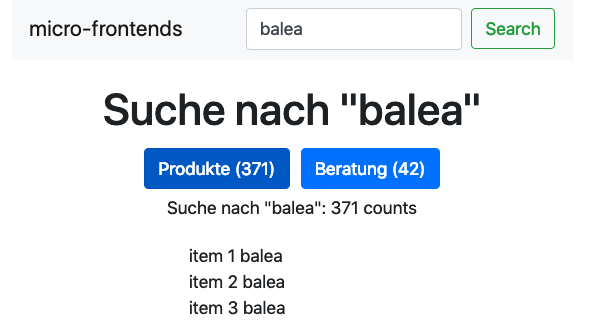 micro-frontends balea Search
Suche nach "balea"
Produkte (371) Beratung (42)
Suche nach "balea": 371 counts
item 1 balea
item 2 balea
item 3 balea